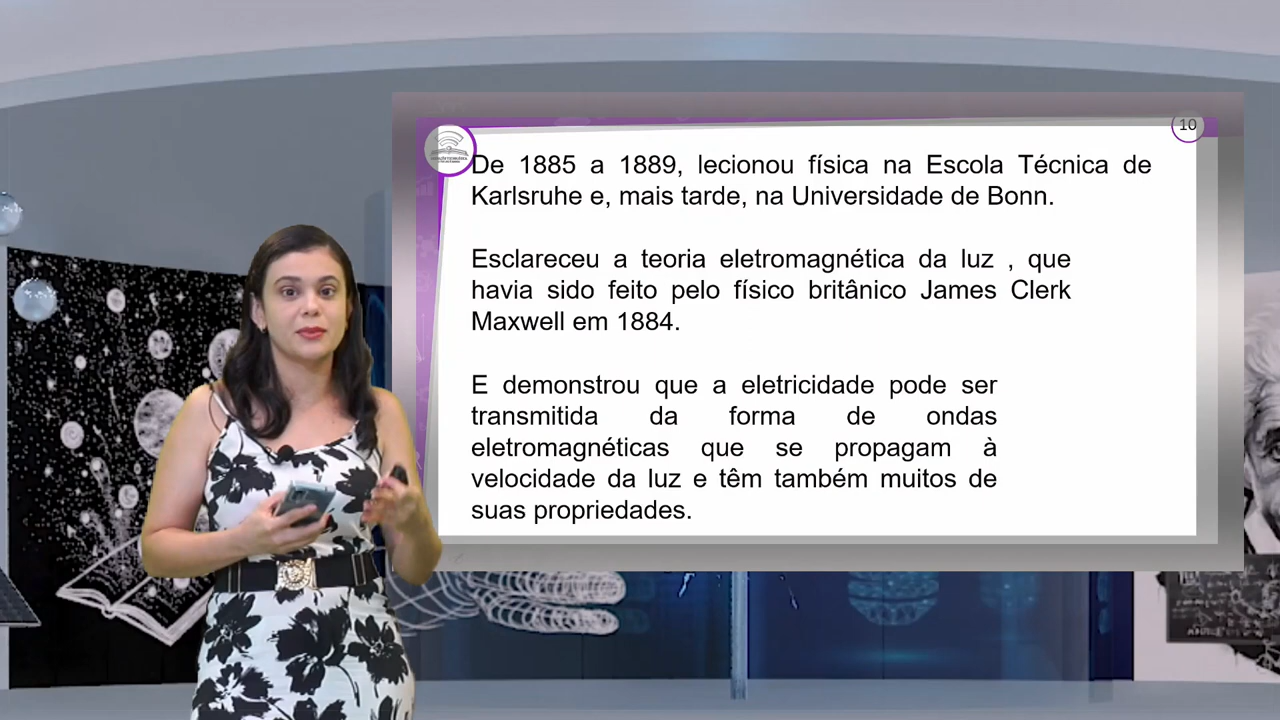 10
De 1885 a 1889, lecionou física na Escola Técnica de
Karlsruhe e, mais tarde, na Universidade de Bonn.
Esclareceu a teoria eletromagnética da luz , que
havia sido feito pelo físico britânico James Clerk
Maxwell em 1884.
E demonstrou que a eletricidade pode ser
transmitida da forma de ondas
eletromagnéticas que se propagam à
velocidade da luz e têm também muitos de
suas propriedades.